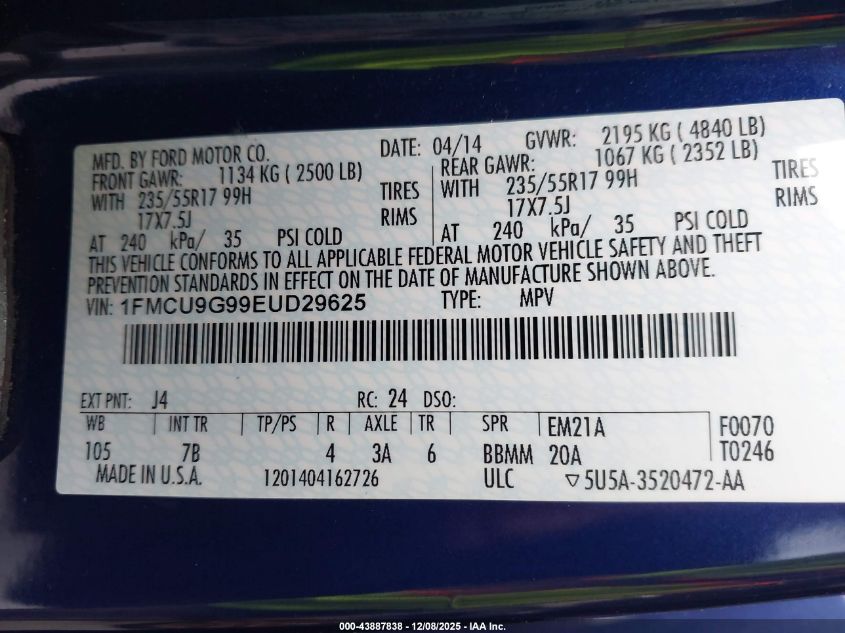 MFD. BY FORD MOTOR CO. DATE: 04/14 GVWR: 2195 KG ( 4840 LB)
FRONT GAWR: 1134 KG ( 2500 LB) REAR GAWR: 1067 KG ( 2352 LB)
WITH 235/55R17 99H TIRES WITH 235/55R17 99H TIRES
17X7.5J RIMS 17X7.5J RIMS
AT 240 kPa/ 35 PSI COLD AT 240 kPa/ 35 PSI COLD
THIS VEHICLE CONFORMS TO ALL APPLICABLE FEDERAL MOTOR VEHICLE SAFETY AND THEFT
PREVENTION STANDARDS IN EFFECT ON THE DATE OF MANUFACTURE SHOWN ABOVE.
VIN: 1FMCU9G99EUD29625 TYPE: MPV
EXT PNT: J4 RC: 24 DSO:
WB INT TR TP/PS R AXLE TR SPR EM21A F0070
105 7B 4 3A 6 BBMM 20A T0246
MADE IN U.S.A. 1201404162726 ULC ▽5U5A-3520472-AA
000-43887838 - 12/08/2025 - IAA Inc.